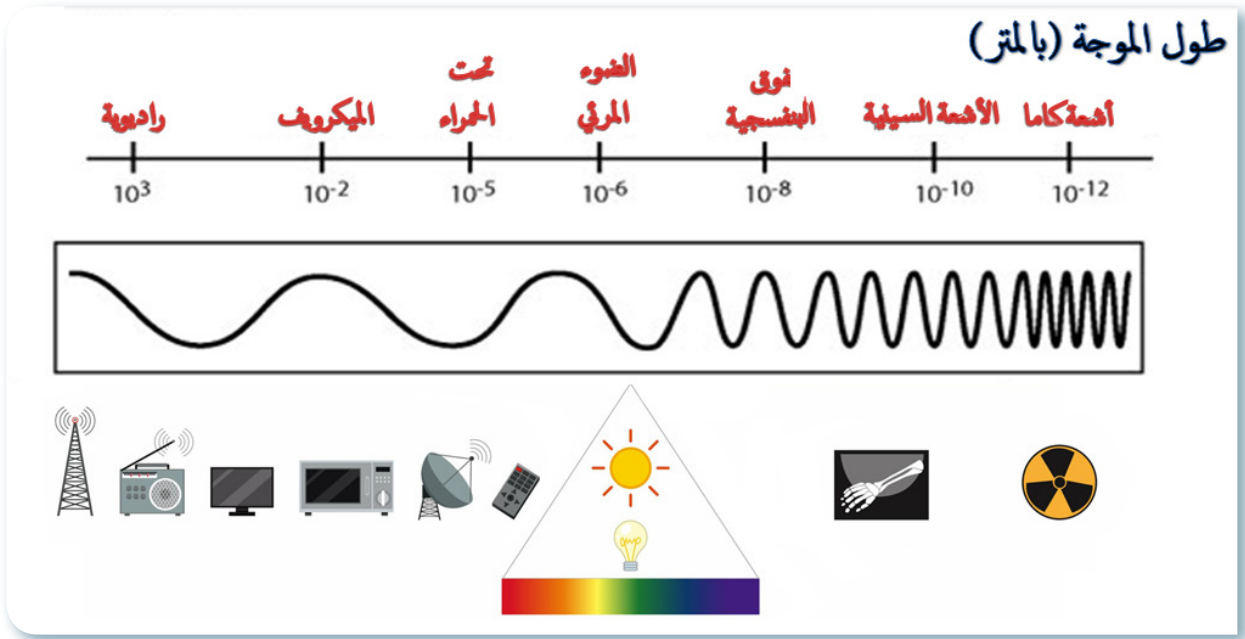 طول الموجة (بالمتر)
راديوية
الميكرويف
تحت
الحمراء
الضوء
المرئي
فوق
البنفسجية
الأشعة السينية
أشعة كاما
10³
10⁻²
10⁻⁵
10⁻⁶
10⁻⁸
10⁻¹⁰
10⁻¹²